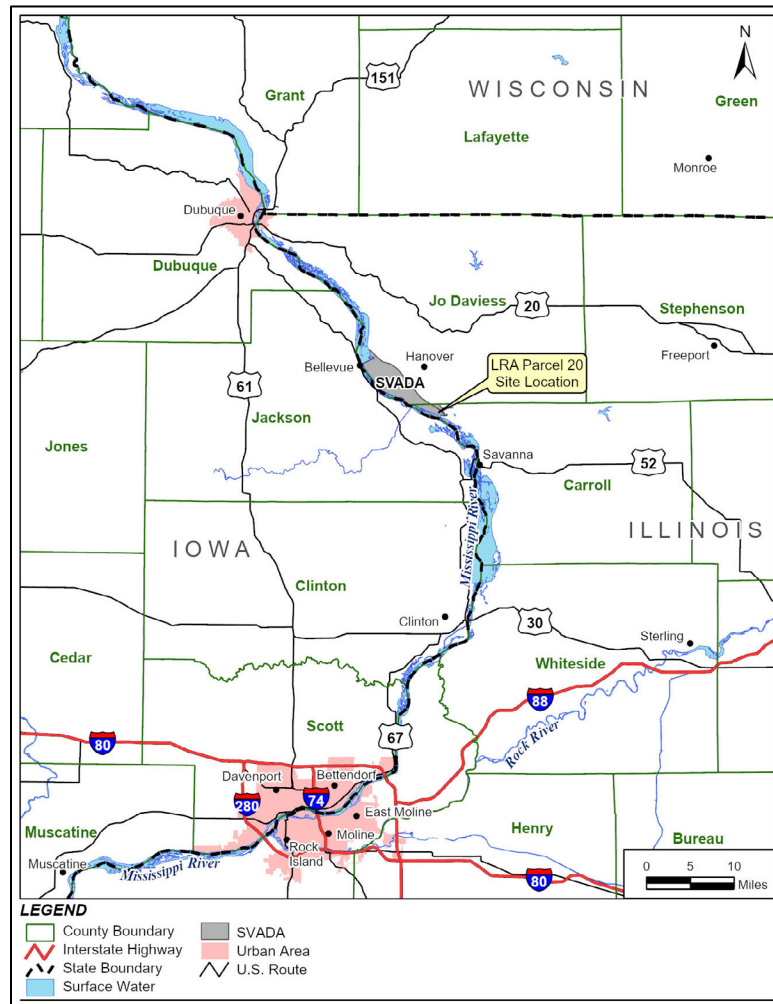 N
151
WISCONSIN
Grant
Green
Lafayette
Monroe
Dubuque
Dubuque
Jo Daviess
20
Stephenson
Hanover
Freeport
Bellevue
SVADA
LRA Parcel 20
Site Location
61
Jackson
Jones
Savanna
52
Carroll
Mississippi River
ILLINOIS
IOWA
Clinton
Clinton
30
Sterling
Cedar
Whiteside
88
Scott
67
Rock River
80
Davenport
Bettendorf
280
74
East Moline
Muscatine
Moline
Henry
Rock
Island
Bureau
Muscatine
Mississippi River
80
0 5 10
Miles
LEGEND
County Boundary
Interstate Highway
State Boundary
Surface Water
SVADA
Urban Area
U.S. Route